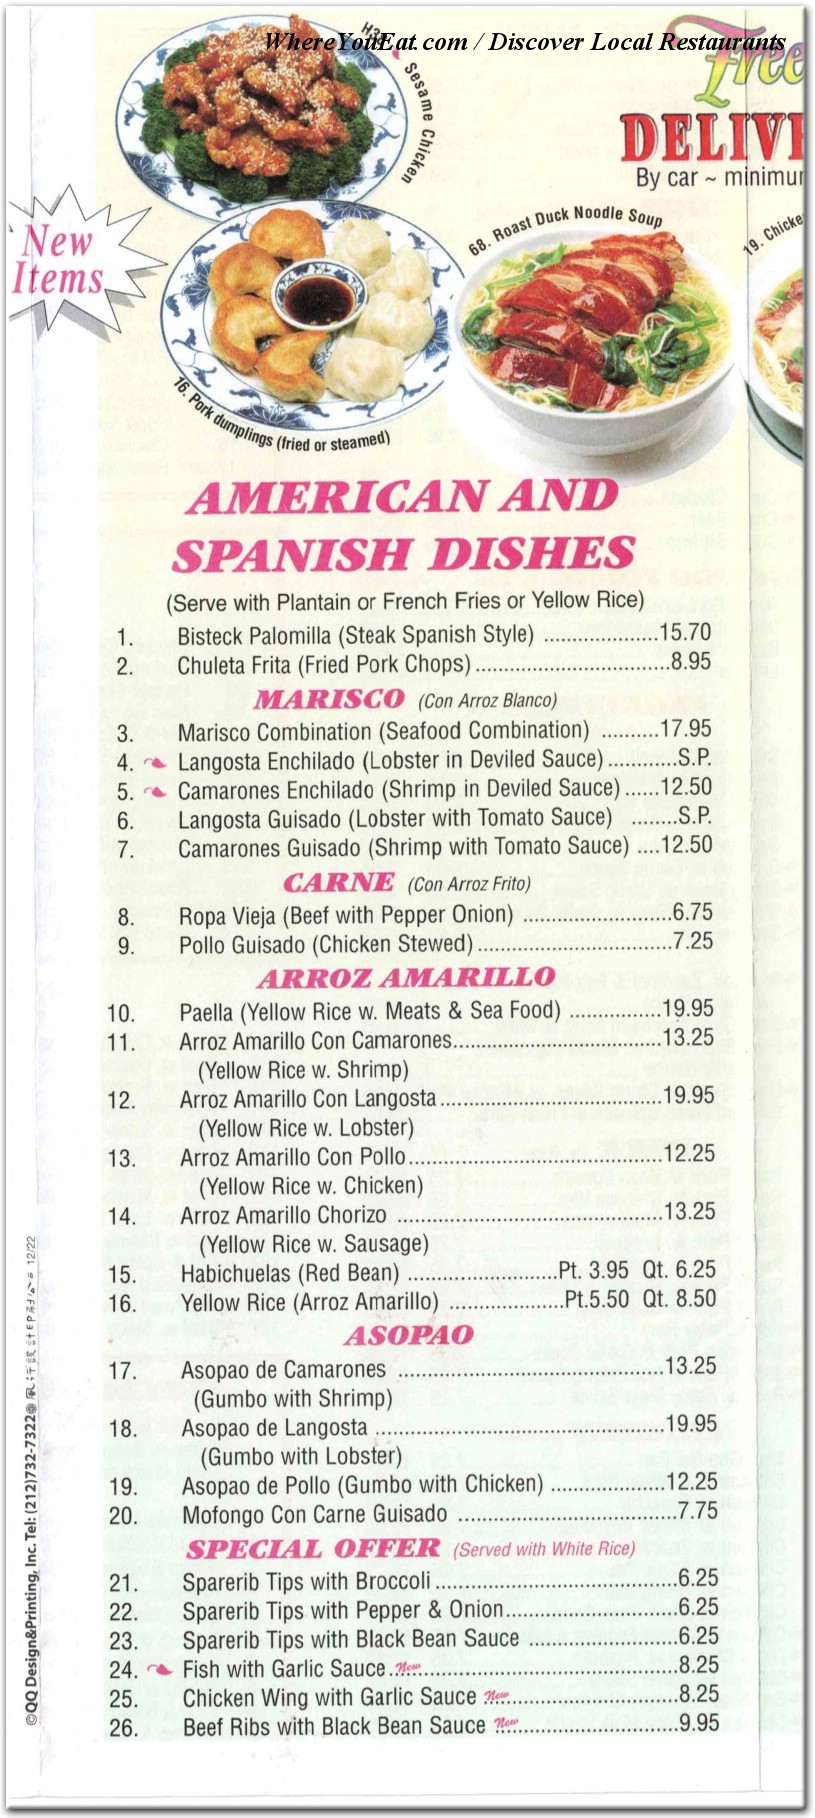 WhereYouEat.com / Discover Local Restaurants
Sesame Chicken
Free
DELIV
By car ~ minimu
New
Items
68. Roast Duck Noodle Soup
19. Chicke
16. Pork dumplings (fried or steamed)
AMERICAN AND
SPANISH DISHES
(Serve with Plantain or French Fries or Yellow Rice)
1. Bisteck Palomilla (Steak Spanish Style) ...................15.70
2. Chuleta Frita (Fried Pork Chops) ................................8.95
MARISCO (Con Arroz Blanco)
3. Marisco Combination (Seafood Combination) ..........17.95
4. Langosta Enchilado (Lobster in Deviled Sauce)............S.P.
5. Camarones Enchilado (Shrimp in Deviled Sauce)......12.50
6. Langosta Guisado (Lobster with Tomato Sauce) ........S.P.
7. Camarones Guisado (Shrimp with Tomato Sauce) ....12.50
CARNE (Con Arroz Frito)
8. Ropa Vieja (Beef with Pepper Onion) .........................6.75
9. Pollo Guisado (Chicken Stewed) ................................7.25
ARROZ AMARILLO
10. Paella (Yellow Rice w. Meats & Sea Food) ................19.95
11. Arroz Amarillo Con Camarones...................................13.25
(Yellow Rice w. Shrimp)
12. Arroz Amarillo Con Langosta .....................................19.95
(Yellow Rice w. Lobster)
13. Arroz Amarillo Con Pollo..........................................12.25
(Yellow Rice w. Chicken)
14. Arroz Amarillo Chorizo ............................................13.25
(Yellow Rice w. Sausage)
15. Habichuelas (Red Bean) .........................Pt. 3.95 Qt. 6.25
16. Yellow Rice (Arroz Amarillo) ...................Pt.5.50 Qt. 8.50
ASOPAO
17. Asopao de Camarones ............................................13.25
(Gumbo with Shrimp)
18. Asopao de Langosta ................................................19.95
(Gumbo with Lobster)
19. Asopao de Pollo (Gumbo with Chicken) ...................12.25
20. Mofongo Con Carne Guisado ....................................7.75
SPECIAL OFFER (Served with White Rice)
21. Sparerib Tips with Broccoli ........................................6.25
22. Sparerib Tips with Pepper & Onion............................6.25
23. Sparerib Tips with Black Bean Sauce ........................6.25
24. Fish with Garlic Sauce New...........................................8.25
25. Chicken Wing with Garlic Sauce New............................8.25
26. Beef Ribs with Black Bean Sauce New..........................9.95
©QQ Design&Printing, Inc. Tel: (212)732-7322@ 12/22